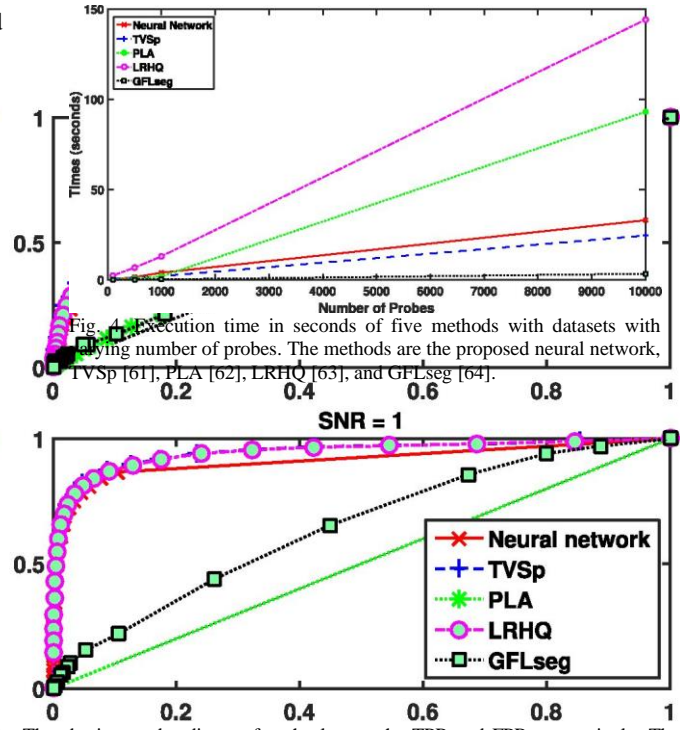 150
100
50
0
Times (seconds)
Neural Network
TVSp
PLA
LRHQ
GFLseg
0 1000 2000 3000 4000 5000 6000 7000 8000 9000 10000
Number of Probes
1
0.5
0
Fig. 4. Execution time in seconds of five methods with datasets with
varying number of probes. The methods are the proposed neural network,
TVSp [61], PLA [62], LRHQ [63], and GFLseg [64].
0 0.2 0.4 0.6 0.8 1
SNR = 1
1
0.5
0
Neural network
TVSp
PLA
LRHQ
GFLseg
0 0.2 0.4 0.6 0.8 1